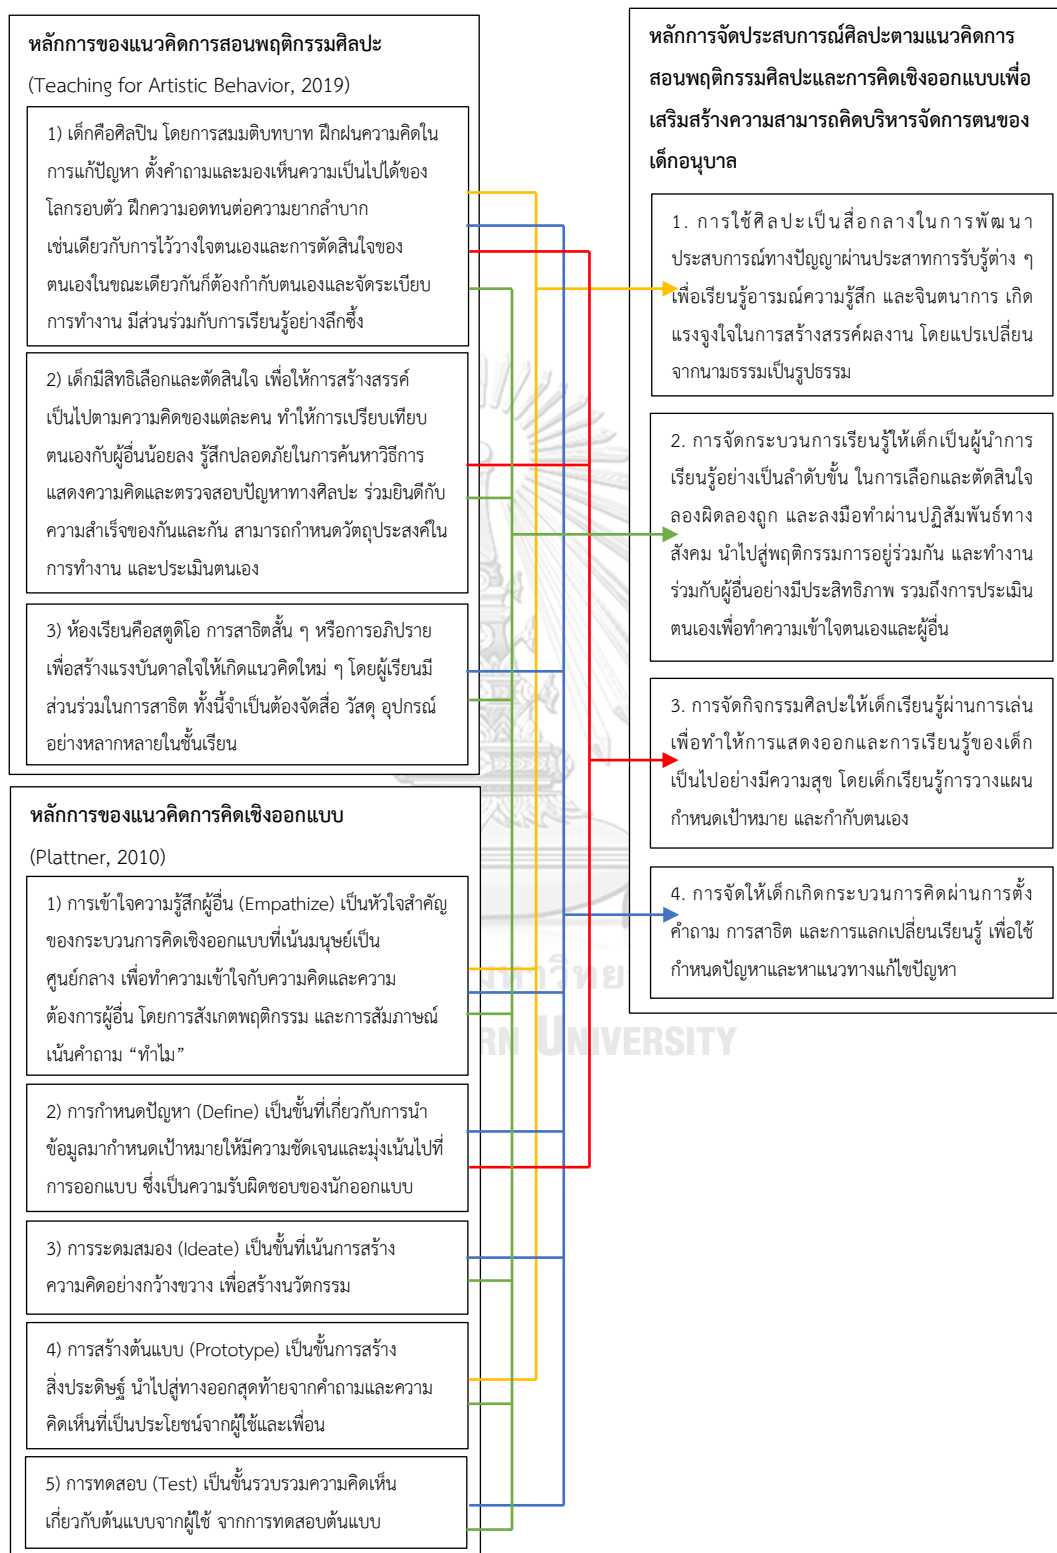 หลักการของแนวคิดการสอนพฤติกรรมศิลปะ
(Teaching for Artistic Behavior, 2019)
1) เด็กคือศิลปิน โดยการสมมติบทบาท ฝึกฝนความคิดใน
การแก้ปัญหา ตั้งคำถามและมองเห็นความเป็นไปได้ของ
โลกรอบตัว ฝึกความอดทนต่อความยากลำบาก
เช่นเดียวกับการไว้วางใจตนเองและการตัดสินใจของ
ตนเองในขณะเดียวกันก็ต้องกำกับตนเองและจัดระเบียบ
การทำงาน มีส่วนร่วมกับการเรียนรู้อย่างลึกซึ้ง
2) เด็กมีสิทธิเลือกและตัดสินใจ เพื่อให้การสร้างสรรค์
เป็นไปตามความคิดของแต่ละคน ทำให้การเปรียบเทียบ
ตนเองกับผู้อื่นน้อยลง รู้สึกปลอดภัยในการค้นหาวิธีการ
แสดงความคิดและตรวจสอบปัญหาทางศิลปะ ร่วมยินดีกับ
ความสำเร็จของกันและกัน สามารถกำหนดวัตถุประสงค์ใน
การทำงาน และประเมินตนเอง
3) ห้องเรียนคือสตูดิโอ การสาธิตสั้น ๆ หรือการอภิปราย
เพื่อสร้างแรงบันดาลใจให้เกิดแนวคิดใหม่ ๆ โดยผู้เรียนมี
ส่วนร่วมในการสาธิต ทั้งนี้จำเป็นต้องจัดสื่อ วัสดุ อุปกรณ์
อย่างหลากหลายในชั้นเรียน
หลักการของแนวคิดการคิดเชิงออกแบบ
(Plattner, 2010)
1) การเข้าใจความรู้สึกผู้อื่น (Empathize) เป็นหัวใจสำคัญ
ของกระบวนการคิดเชิงออกแบบที่เน้นมนุษย์เป็น
ศูนย์กลาง เพื่อทำความเข้าใจกับความคิดและความ
ต้องการผู้อื่น โดยการสังเกตพฤติกรรม และการสัมภาษณ์
เน้นคำถาม “ทำไม”
2) การกำหนดปัญหา (Define) เป็นขั้นที่เกี่ยวกับการนำ
ข้อมูลมากำหนดเป้าหมายให้มีความชัดเจนและมุ่งเน้นไปที่
การออกแบบ ซึ่งเป็นความรับผิดชอบของนักออกแบบ
3) การระดมสมอง (Ideate) เป็นขั้นที่เน้นการสร้าง
ความคิดอย่างกว้างขวาง เพื่อสร้างนวัตกรรม
4) การสร้างต้นแบบ (Prototype) เป็นขั้นการสร้าง
สิ่งประดิษฐ์ นำไปสู่ทางออกสุดท้ายจากคำถามและความ
คิดเห็นที่เป็นประโยชน์จากผู้ใช้และเพื่อน
5) การทดสอบ (Test) เป็นขั้นรวบรวมความคิดเห็น
เกี่ยวกับต้นแบบจากผู้ใช้ จากการทดสอบต้นแบบ
หลักการจัดประสบการณ์ศิลปะตามแนวคิดการ
สอนพฤติกรรมศิลปะและการคิดเชิงออกแบบเพื่อ
เสริมสร้างความสามารถคิดบริหารจัดการตนของ
เด็กอนุบาล
1. การใช้ศิลปะเป็นสื่อกลางในการพัฒนา
ประสบการณ์ทางปัญญาผ่านประสาทการรับรู้ต่าง ๆ
เพื่อเรียนรู้อารมณ์ความรู้สึก และจินตนาการ เกิด
แรงจูงใจในการสร้างสรรค์ผลงาน โดยแปรเปลี่ยน
จากนามธรรมเป็นรูปธรรม
2. การจัดกระบวนการเรียนรู้ให้เด็กเป็นผู้นำการ
เรียนรู้อย่างเป็นลำดับขั้น ในการเลือกและตัดสินใจ
ลองผิดลองถูก และลงมือทำผ่านปฏิสัมพันธ์ทาง
สังคม นำไปสู่พฤติกรรมการอยู่ร่วมกัน และทำงาน
ร่วมกับผู้อื่นอย่างมีประสิทธิภาพ รวมถึงการประเมิน
ตนเองเพื่อทำความเข้าใจตนเองและผู้อื่น
3. การจัดกิจกรรมศิลปะให้เด็กเรียนรู้ผ่านการเล่น
เพื่อทำให้การแสดงออกและการเรียนรู้ของเด็ก
เป็นไปอย่างมีความสุข โดยเด็กเรียนรู้การวางแผน
กำหนดเป้าหมาย และกำกับตนเอง
4. การจัดให้เด็กเกิดกระบวนการคิดผ่านการตั้ง
คำถาม การสาธิต และการแลกเปลี่ยนเรียนรู้ เพื่อใช้
กำหนดปัญหาและหาแนวทางแก้ไขปัญหา
UNIVERSITY